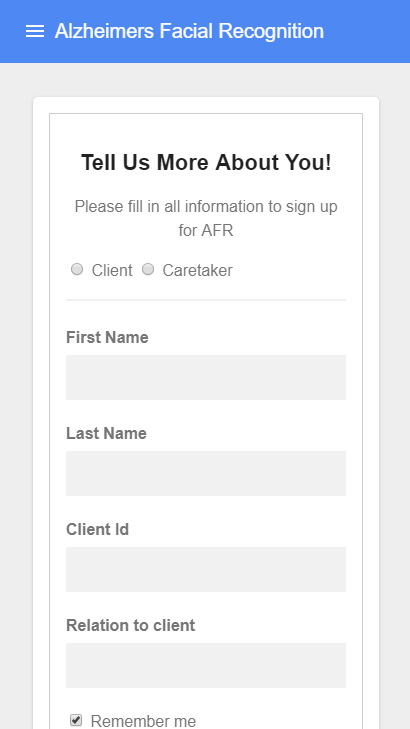 Alzheimers Facial Recognition
Tell Us More About You!
Please fill in all information to sign up
for AFR
Client Caretaker
First Name
Last Name
Client Id
Relation to client
Remember me